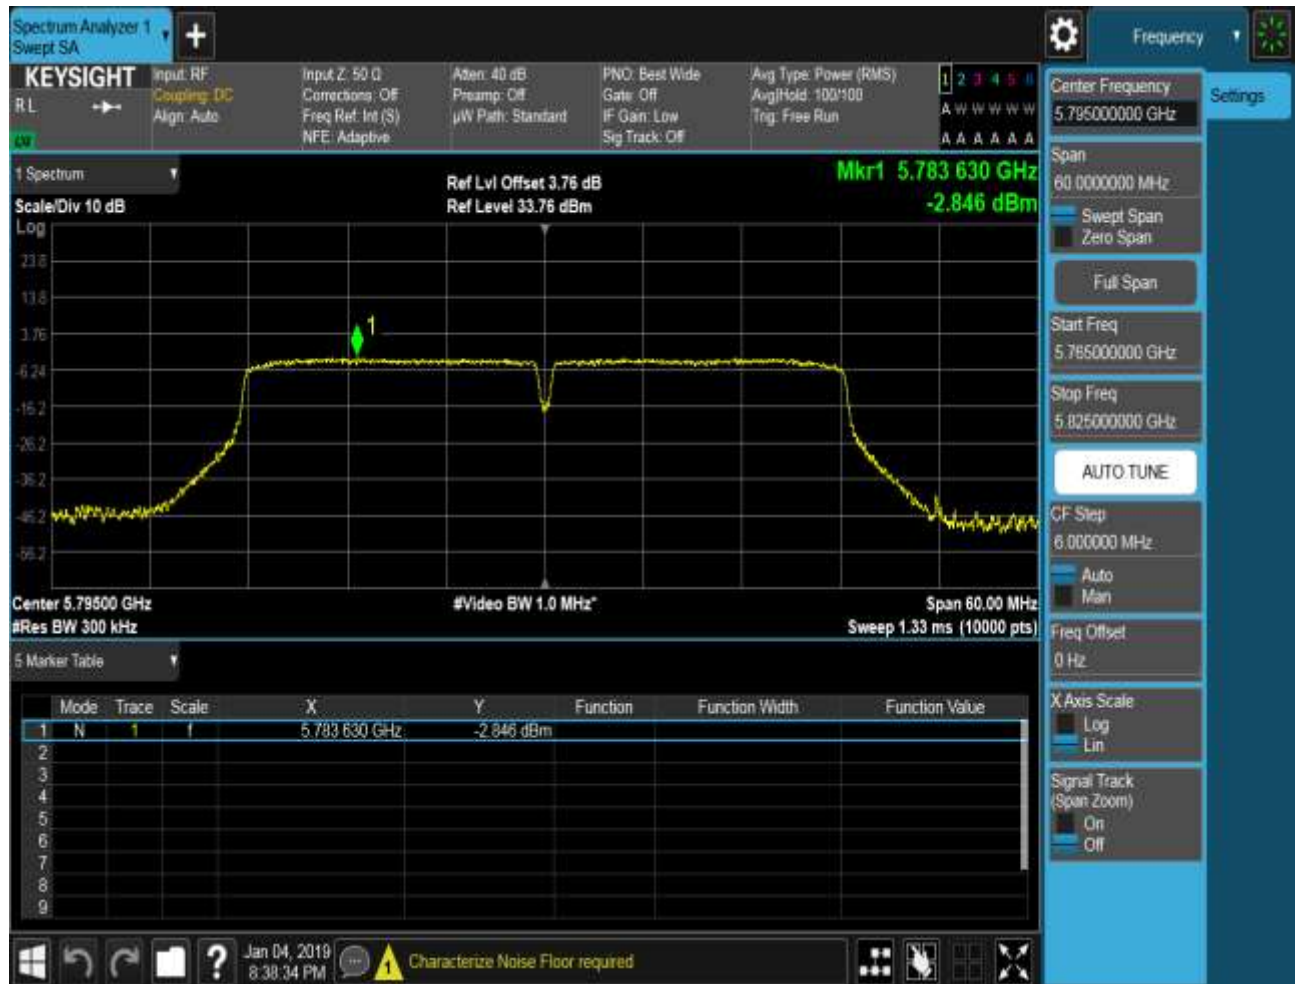 Spectrum Analyzer 1
Swept SA
Frequency
KEYSIGHT
R L
Input: RF
Coupling: DC
Align: Auto
Input Z: 50 Ω
Corrections: Off
Freq Ref: Int (S)
NFE: Adaptive
Atten: 40 dB
Preamp: Off
µW Path: Standard
PNO: Best Wide
Gate: Off
IF Gain: Low
Sig Track: Off
Avg Type: Power (RMS)
Avg|Hold: 100/100
Trig: Free Run
1 2 3 4 5 6
A W W W W W
A A A A A A
1 Spectrum
Scale/Div 10 dB
Log
Ref Lvl Offset 3.76 dB
Ref Level 33.76 dBm
Mkr1 5.783 630 GHz
-2.846 dBm
23.8
13.8
3.76
-6.24
-16.2
-26.2
-36.2
-46.2
-56.2
1
Center 5.79500 GHz
#Res BW 300 kHz
#Video BW 1.0 MHz*
Span 60.00 MHz
Sweep 1.33 ms (10000 pts)
5 Marker Table
Mode Trace Scale X Y Function Function Width Function Value
1 N 1 f 5.783 630 GHz -2.846 dBm
2
3
4
5
6
7
8
9
Jan 04, 2019
8:38:34 PM
1
Characterize Noise Floor required
Center Frequency
5.795000000 GHz
Settings
Span
60.0000000 MHz
Swept Span
Zero Span
Full Span
Start Freq
5.765000000 GHz
Stop Freq
5.825000000 GHz
AUTO TUNE
CF Step
6.000000 MHz
Auto
Man
Freq Offset
0 Hz
X Axis Scale
Log
Lin
Signal Track
(Span Zoom)
On
Off